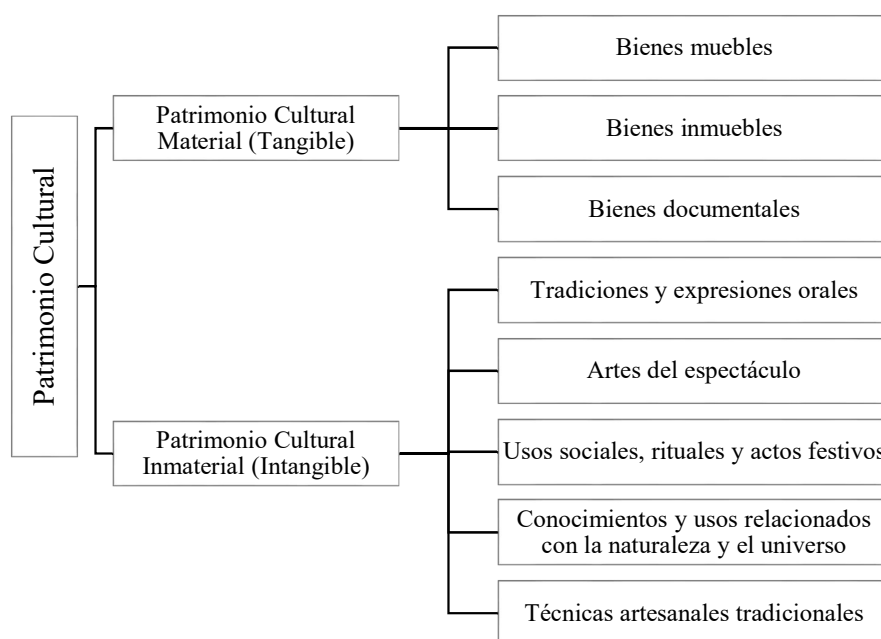 Patrimonio Cultural
Patrimonio Cultural
Material (Tangible)
Bienes muebles
Bienes inmuebles
Bienes documentales
Patrimonio Cultural
Inmaterial (Intangible)
Tradiciones y expresiones orales
Artes del espectáculo
Usos sociales, rituales y actos festivos
Conocimientos y usos relacionados
con la naturaleza y el universo
Técnicas artesanales tradicionales